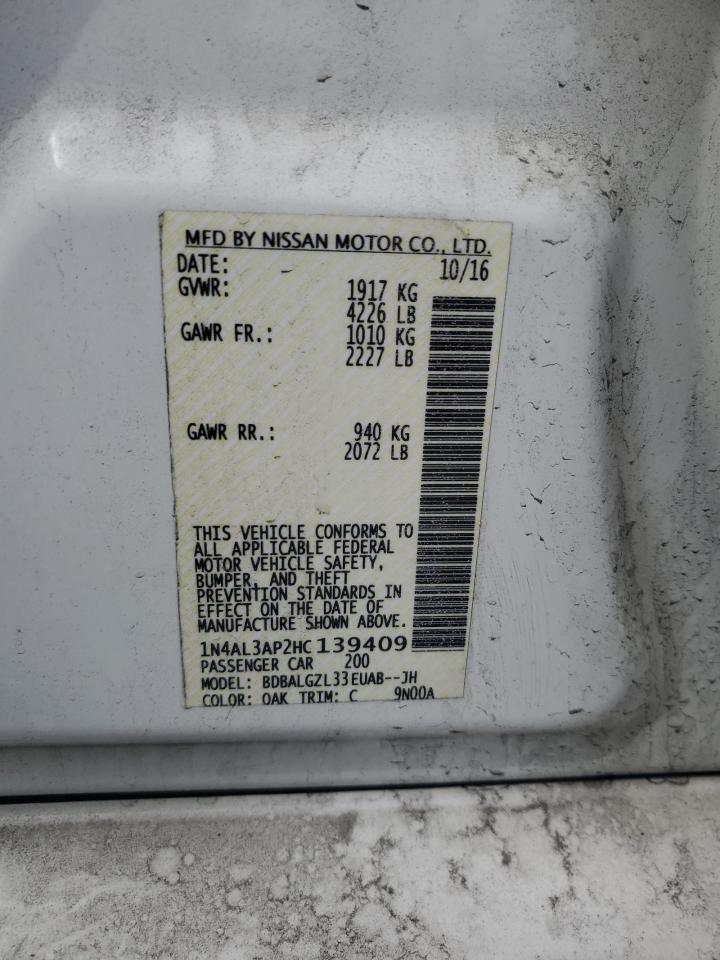 MFD BY NISSAN MOTOR CO., LTD.
DATE: 10/16
GVWR: 1917 KG
4226 LB
GAWR FR.: 1010 KG
2227 LB
GAWR RR.: 940 KG
2072 LB
THIS VEHICLE CONFORMS TO
ALL APPLICABLE FEDERAL
MOTOR VEHICLE SAFETY,
BUMPER, AND THEFT
PREVENTION STANDARDS IN
EFFECT ON THE DATE OF
MANUFACTURE SHOWN ABOVE.
1N4AL3AP2HC139409
PASSENGER CAR 200
MODEL: BDBALGZL33EUAB--JH
COLOR: QAK TRIM: C 9N00A